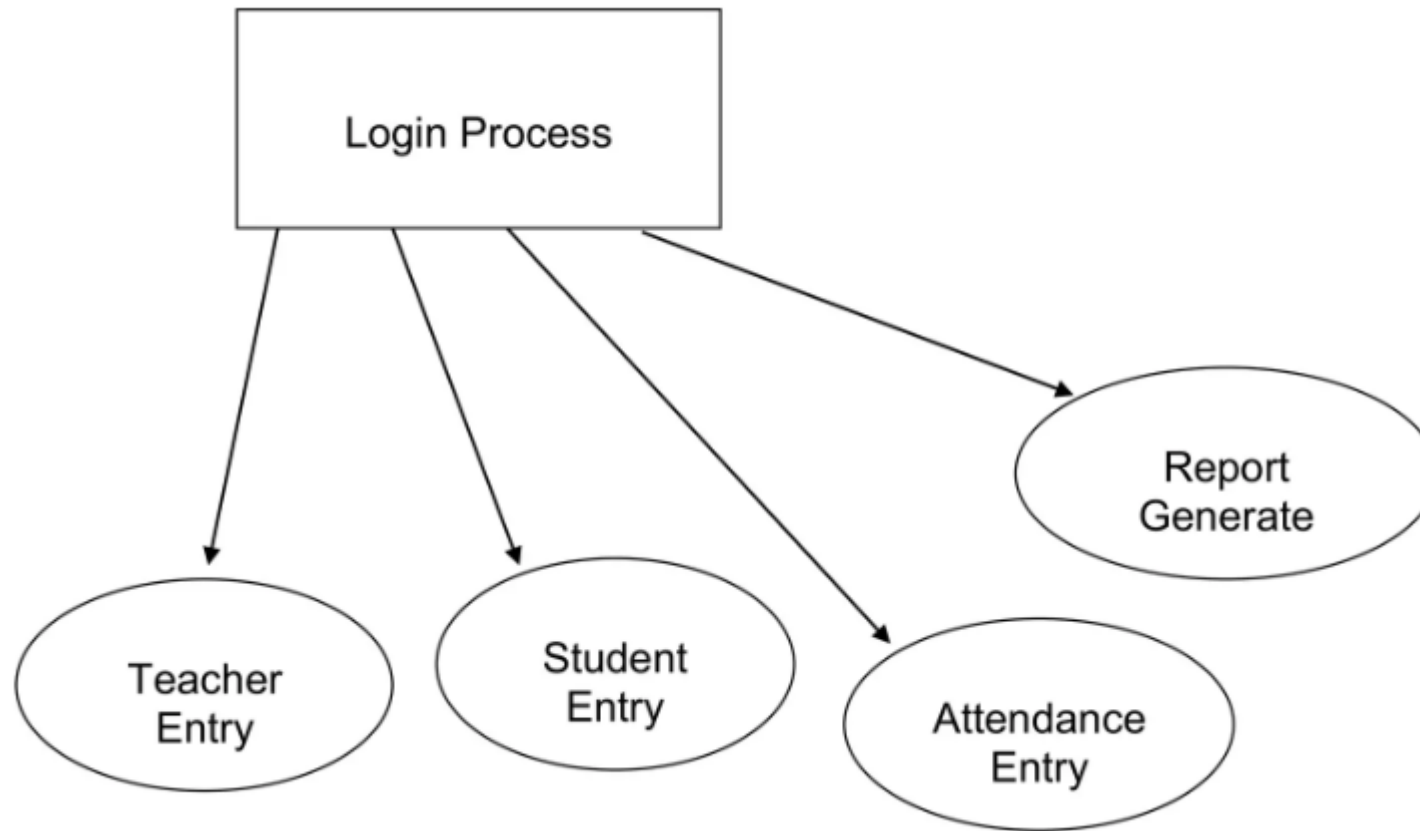 Login Process
Report
Generate
Student
Entry
Teacher
Entry
Attendance
Entry